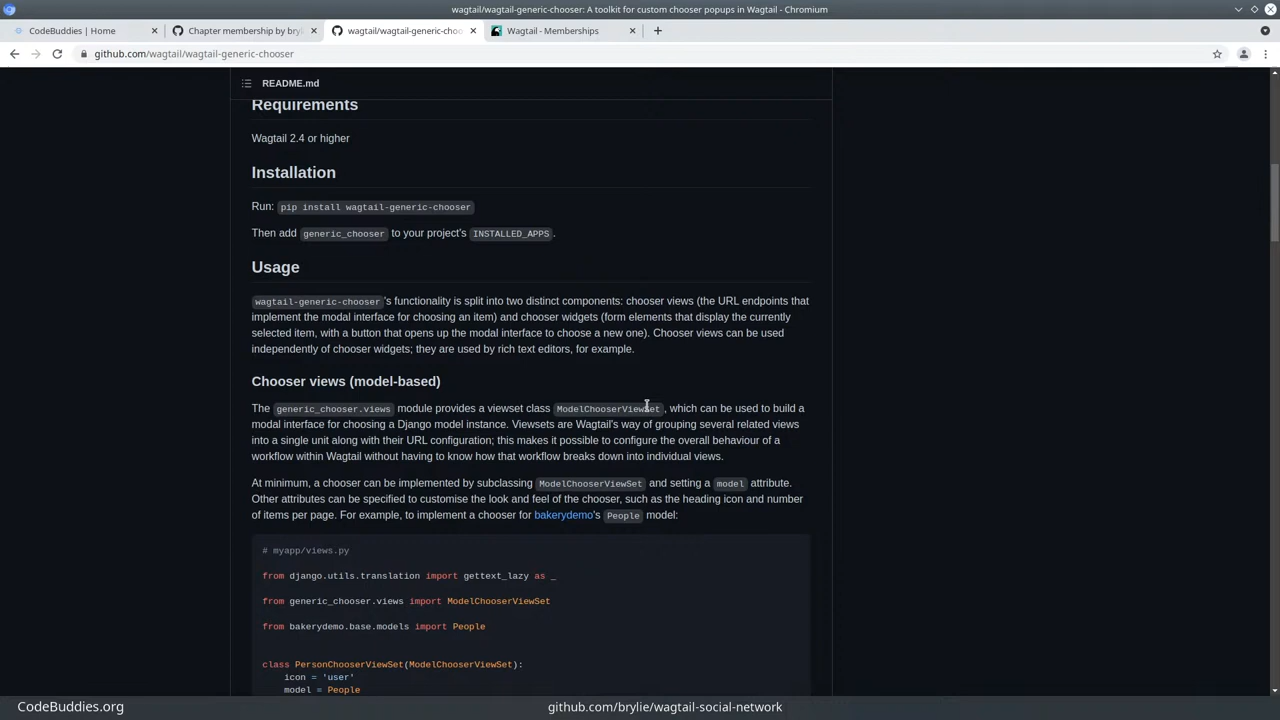 wagtail/wagtail-generic-chooser: A toolkit for custom chooser popups in Wagtail - Chromium
CodeBuddies | Home
Chapter membership by bryli
wagtail/wagtail-generic-choo
Wagtail - Memberships
github.com/wagtail/wagtail-generic-chooser
README.md
Requirements
Wagtail 2.4 or higher
Installation
Run: pip install wagtail-generic-chooser
Then add generic_chooser to your project's INSTALLED_APPS.
Usage
wagtail-generic-chooser's functionality is split into two distinct components: chooser views (the URL endpoints that
implement the modal interface for choosing an item) and chooser widgets (form elements that display the currently
selected item, with a button that opens up the modal interface to choose a new one). Chooser views can be used
independently of chooser widgets; they are used by rich text editors, for example.
Chooser views (model-based)
The generic_chooser.views module provides a viewset class ModelChooserViewSet, which can be used to build a
modal interface for choosing a Django model instance. Viewsets are Wagtail's way of grouping several related views
into a single unit along with their URL configuration; this makes it possible to configure the overall behaviour of a
workflow within Wagtail without having to know how that workflow breaks down into individual views.
At minimum, a chooser can be implemented by subclassing ModelChooserViewSet and setting a model attribute.
Other attributes can be specified to customise the look and feel of the chooser, such as the heading icon and number
of items per page. For example, to implement a chooser for bakerydemo's People model:
# myapp/views.py
from django.utils.translation import gettext_lazy as _
from generic_chooser.views import ModelChooserViewSet
from bakerydemo.base.models import People
class PersonChooserViewSet(ModelChooserViewSet):
icon = 'user'
model = People
CodeBuddies.org
github.com/brylie/wagtail-social-network